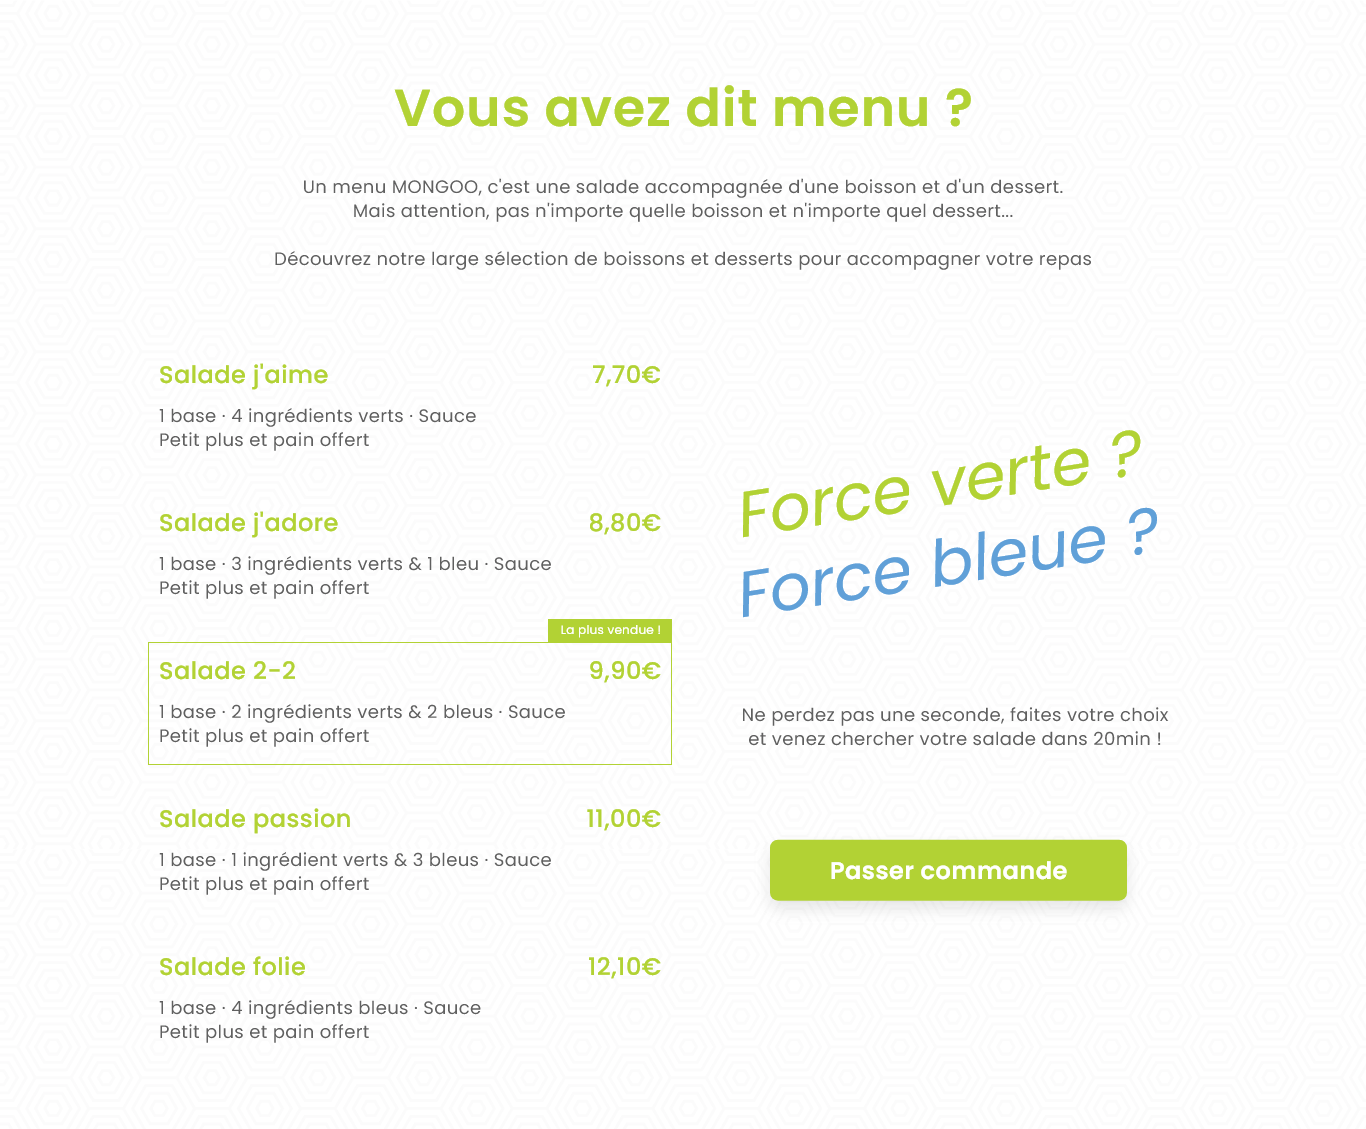 Vous avez dit menu ?
Un menu MONGOO, c'est une salade accompagnée d'une boisson et d'un dessert.
Mais attention, pas n'importe quelle boisson et n'importe quel dessert...
Découvrez notre large sélection de boissons et desserts pour accompagner votre repas
Salade j'aime 7,70€
1 base · 4 ingrédients verts · Sauce
Petit plus et pain offert
Salade j'adore 8,80€
1 base · 3 ingrédients verts & 1 bleu · Sauce
Petit plus et pain offert
La plus vendue !
Salade 2-2 9,90€
1 base · 2 ingrédients verts & 2 bleus · Sauce
Petit plus et pain offert
Salade passion 11,00€
1 base · 1 ingrédient verts & 3 bleus · Sauce
Petit plus et pain offert
Salade folie 12,10€
1 base · 4 ingrédients bleus · Sauce
Petit plus et pain offert
Force verte ?
Force bleue ?
Ne perdez pas une seconde, faites votre choix
et venez chercher votre salade dans 20min !
Passer commande